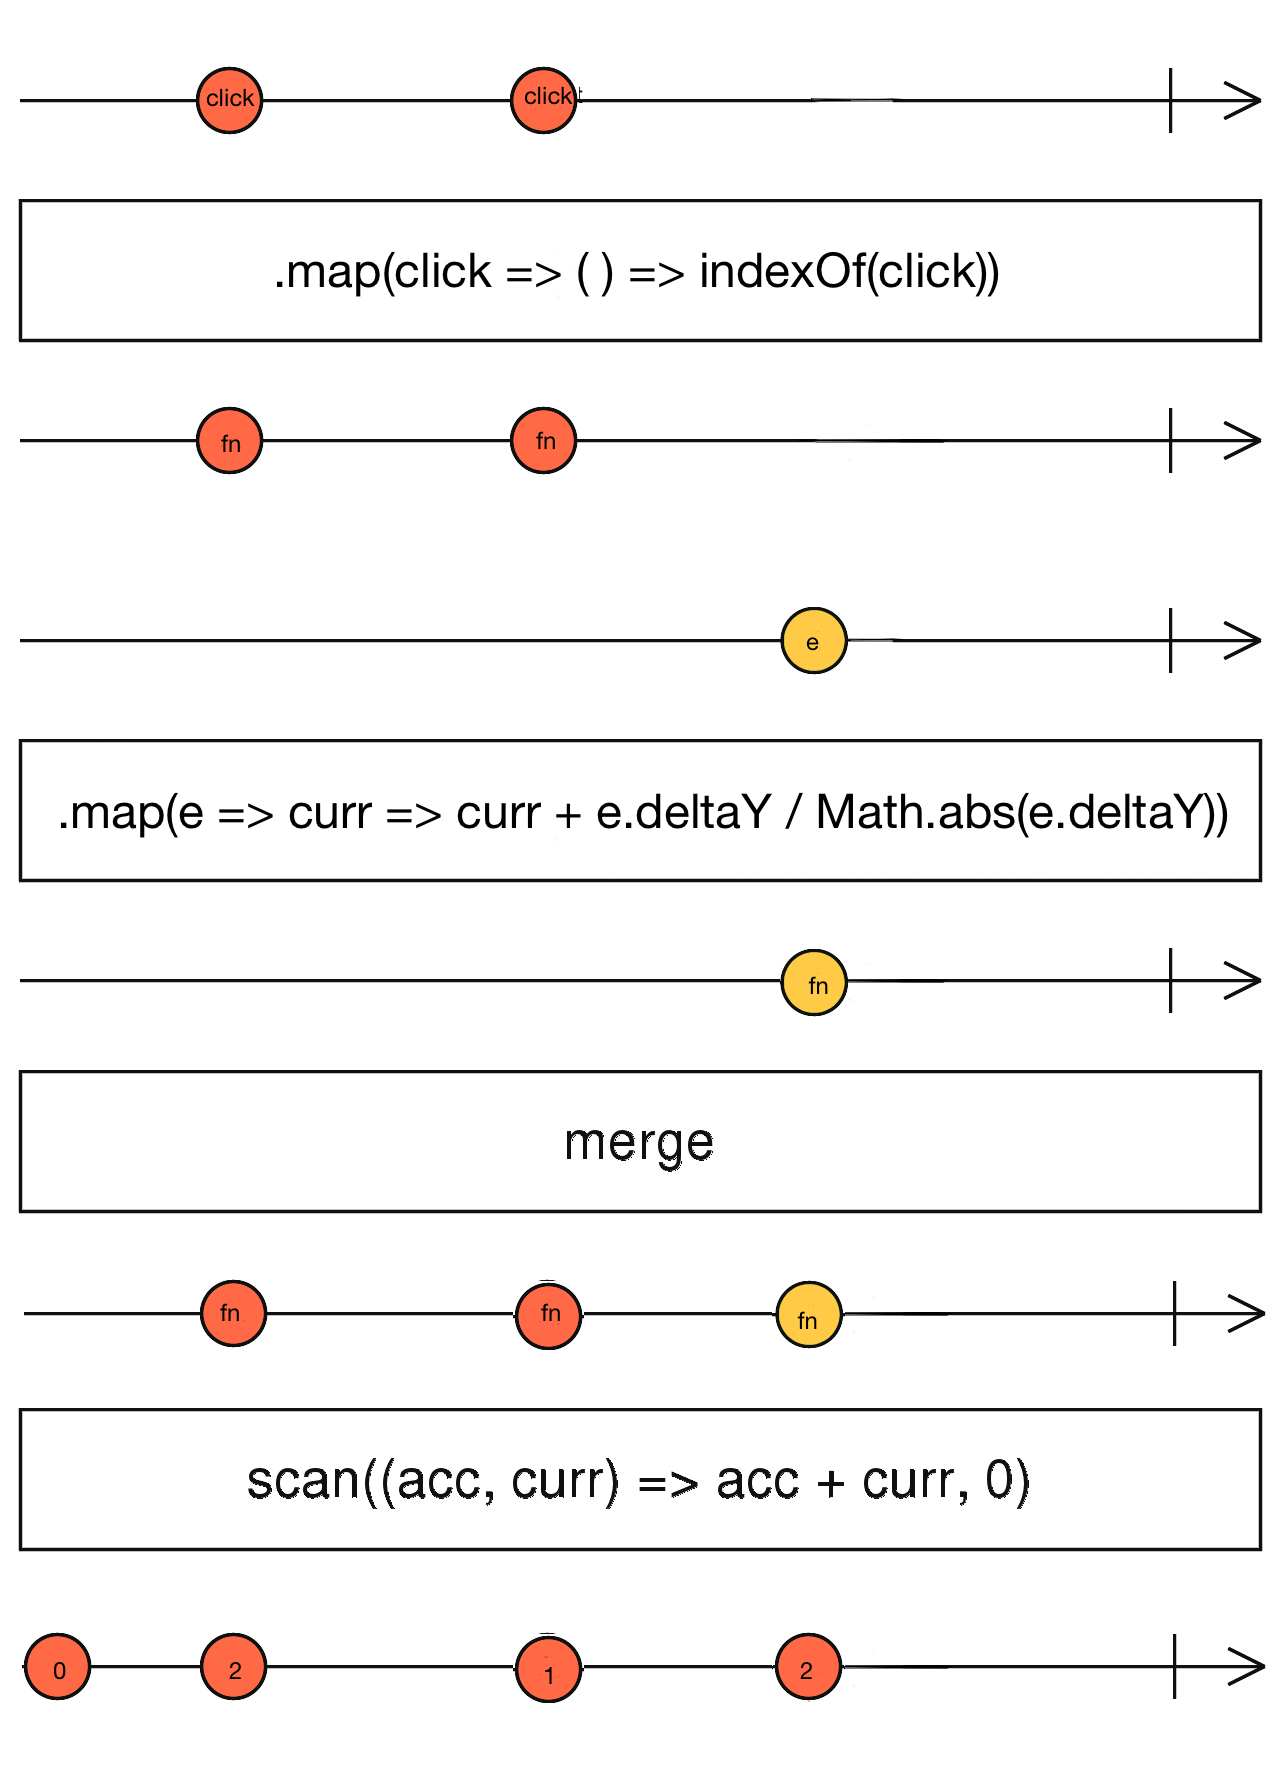 click click
.map(click => ( ) => indexOf(click))
fn fn
e
.map(e => curr => curr + e.deltaY / Math.abs(e.deltaY))
fn
merge
fn fn fn
scan((acc, curr) => acc + curr, 0)
0 2 1 2